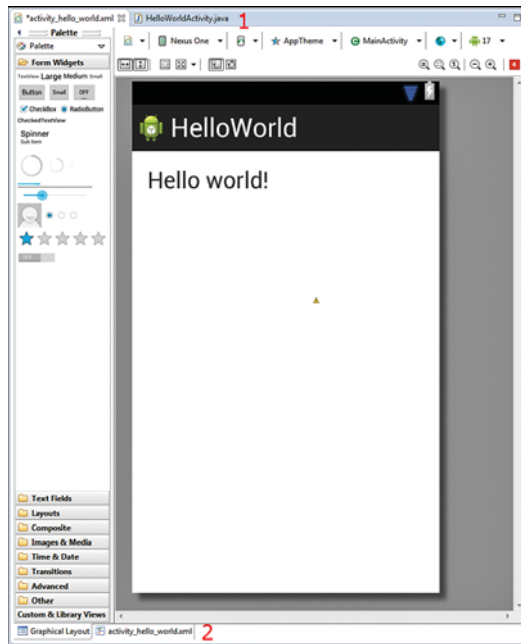 *activity_hello_world.xml HelloWorldActivity.java 1
Palette
Palette Nexus One AppTheme MainActivity 17
Form Widgets
TextView Large Medium Small
Button Small OFF
CheckBox RadioButton
CheckedTextView
Spinner
Sub Item
OFF
HelloWorld
Hello world!
Text Fields
Layouts
Composite
Images & Media
Time & Date
Transitions
Advanced
Other
Custom & Library Views
Graphical Layout activity_hello_world.xml 2